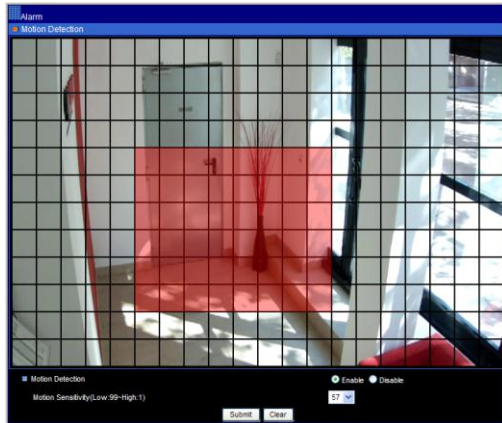 Alarm
Motion Detection
Motion Detection Enable Disable
Motion Sensitivity(Low:99~High:1) 57
Submit Clear